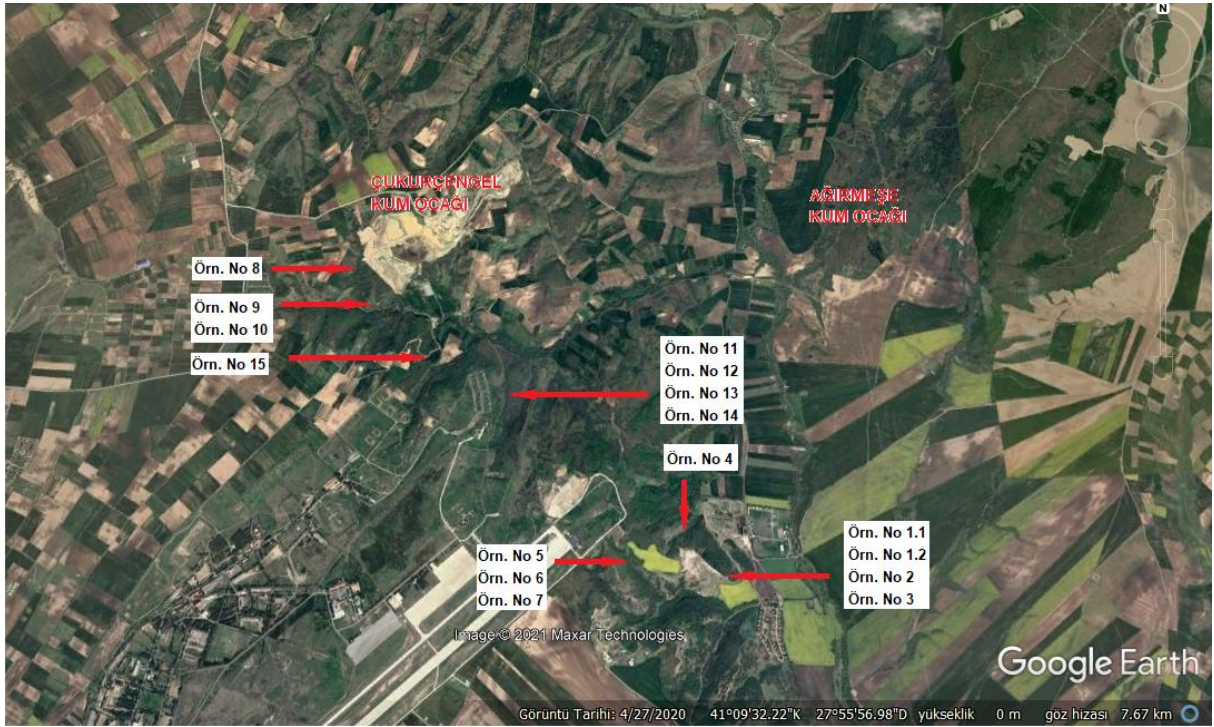 N
ÇUKURÇENGEL
KUM OCAĞI
AĞIRMEŞE
KUM OCAĞI
Örn. No 8
Örn. No 9
Örn. No 10
Örn. No 15
Örn. No 11
Örn. No 12
Örn. No 13
Örn. No 14
Örn. No 4
Örn. No 5
Örn. No 6
Örn. No 7
Örn. No 1.1
Örn. No 1.2
Örn. No 2
Örn. No 3
Image © 2021 Maxar Technologies
Google Earth
Görüntü Tarihi: 4/27/2020 41°09'32.22"K 27°55'56.98"D yükseklik 0 m göz hizası 7.67 km